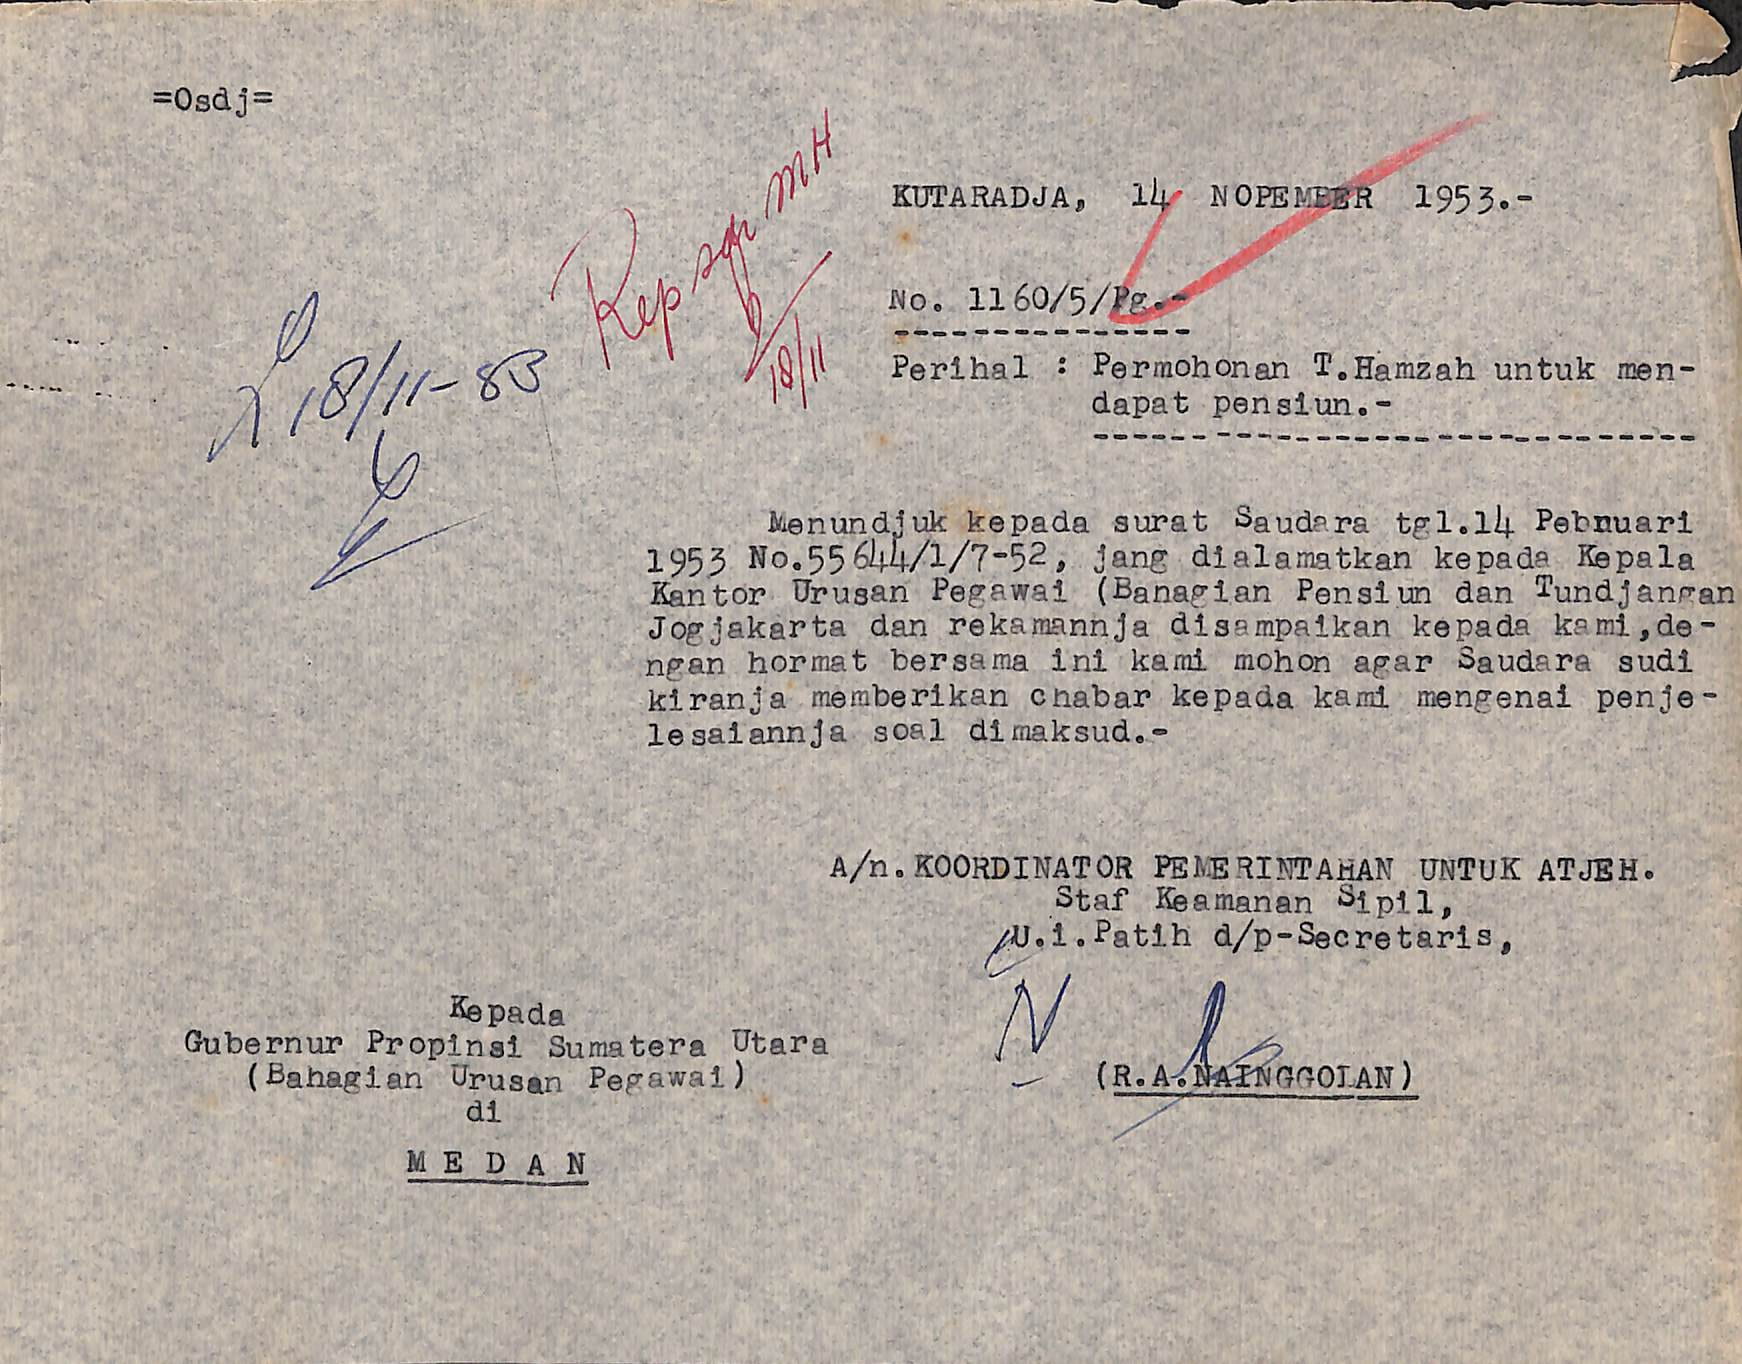 =Osdj=
KUTARADJA, 14 NOPEMBER 1953.-
Kep
MH
18/11
18/11-53
No. 1160/5/Pg.-
Perihal : Permohonan T.Hamzah untuk men-
dapat pensiun.-
Menundjuk kepada surat Saudara tgl.14 Pebnuari
1953 No.55644/1/7-52, jang dialamatkan kepada Kepala
Kantor Urusan Pegawai (Banagian Pensiun dan Tundjangan
Jogjakarta dan rekamannja disampaikan kepada kami,de-
ngan hormat bersama ini kami mohon agar Saudara sudi
kiranja memberikan chabar kepada kami mengenai penje-
lesaiannja soal dimaksud.-
A/n.KOORDINATOR PEMERINTAHAN UNTUK ATJEH.
Staf Keamanan Sipil,
U.i.Patih d/p-Secretaris,
(R.A.NAINGGOLAN)
Kepada
Gubernur Propinsi Sumatera Utara
(Bahagian Urusan Pegawai)
di
M E D A N